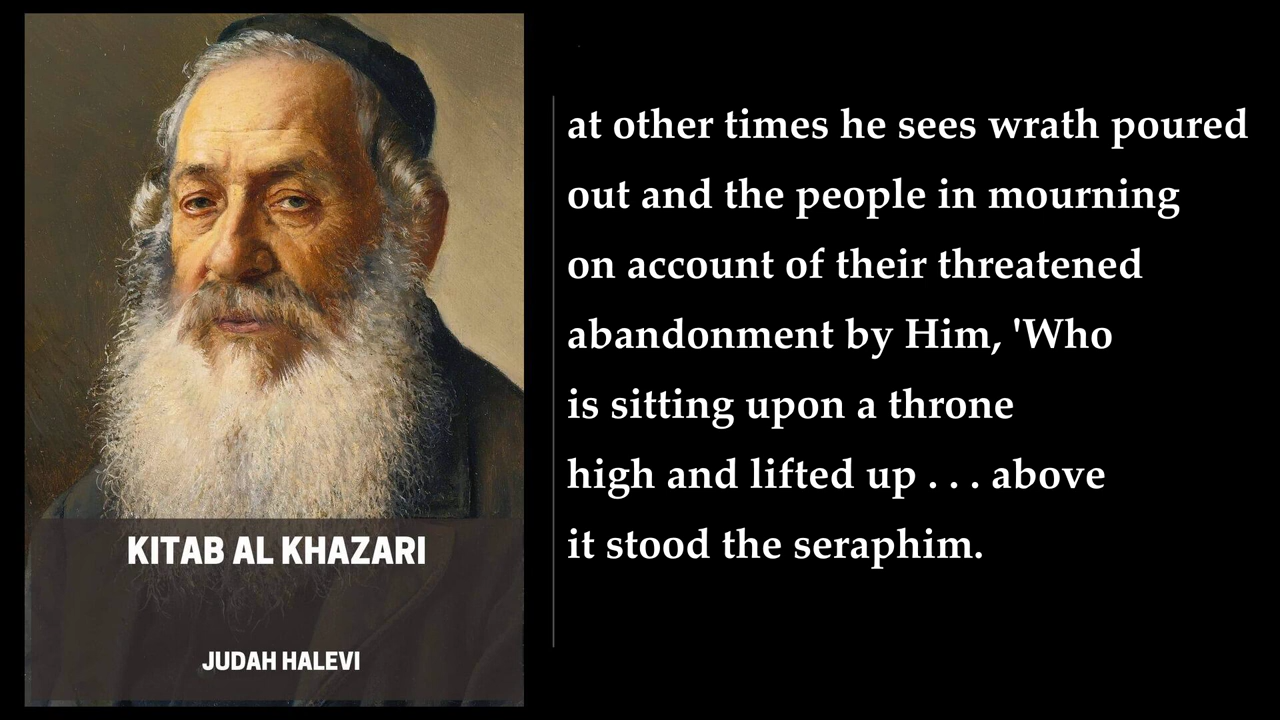 KITAB AL KHAZARI
JUDAH HALEVI
at other times he sees wrath poured
out and the people in mourning
on account of their threatened
abandonment by Him, 'Who
is sitting upon a throne
high and lifted up . . . above
it stood the seraphim.